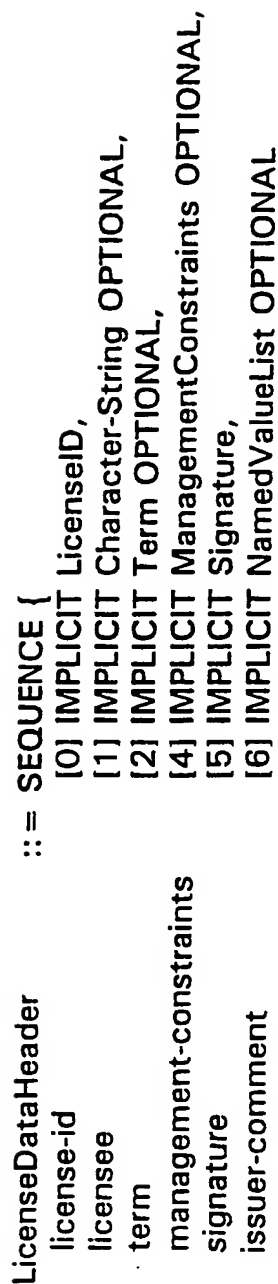 LicenseDataHeader ::= SEQUENCE {
license-id [0] IMPLICIT LicenseID,
licensee [1] IMPLICIT Character-String OPTIONAL,
term [2] IMPLICIT Term OPTIONAL,
management-constraints [4] IMPLICIT ManagementConstraints OPTIONAL,
signature [5] IMPLICIT Signature,
issuer-comment [6] IMPLICIT NamedValueList OPTIONAL